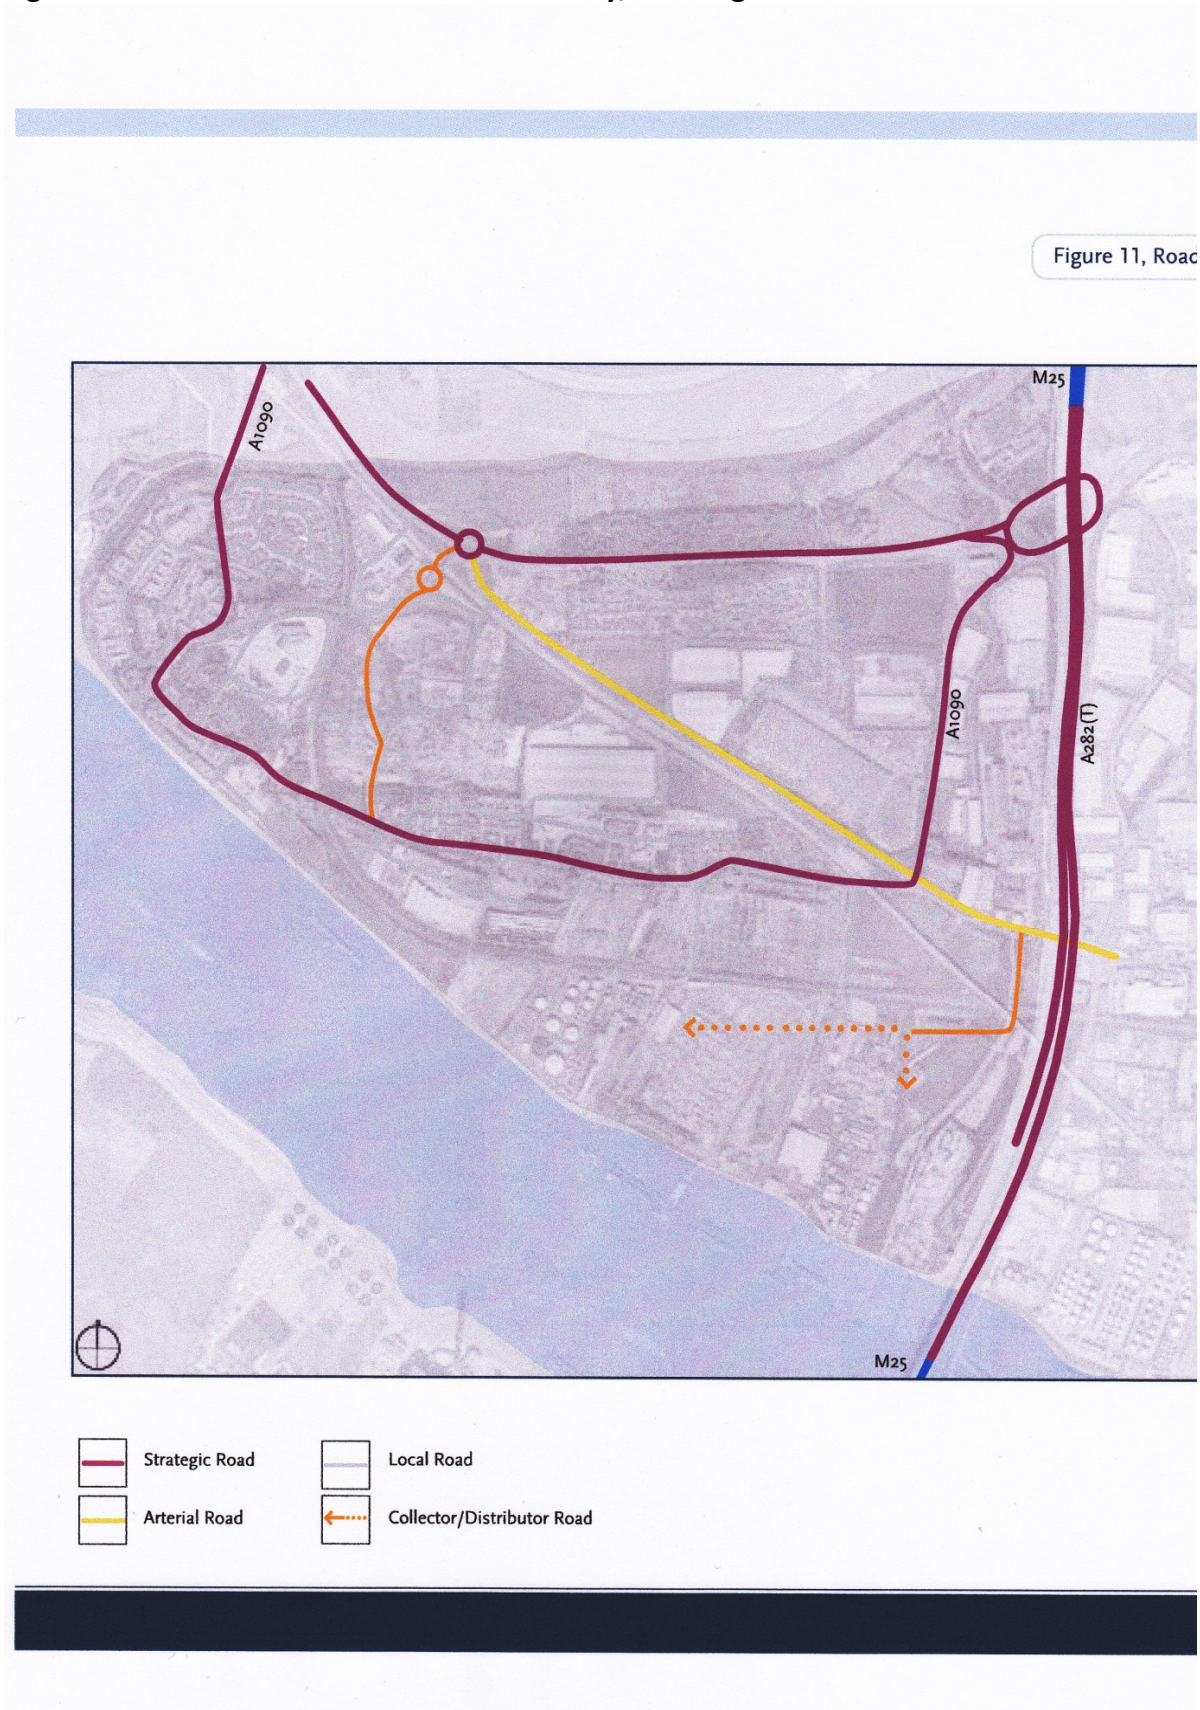 Figure 11, Road
M25
A1090
A1090
A282(T)
M25
Strategic Road
Local Road
Arterial Road
Collector/Distributor Road